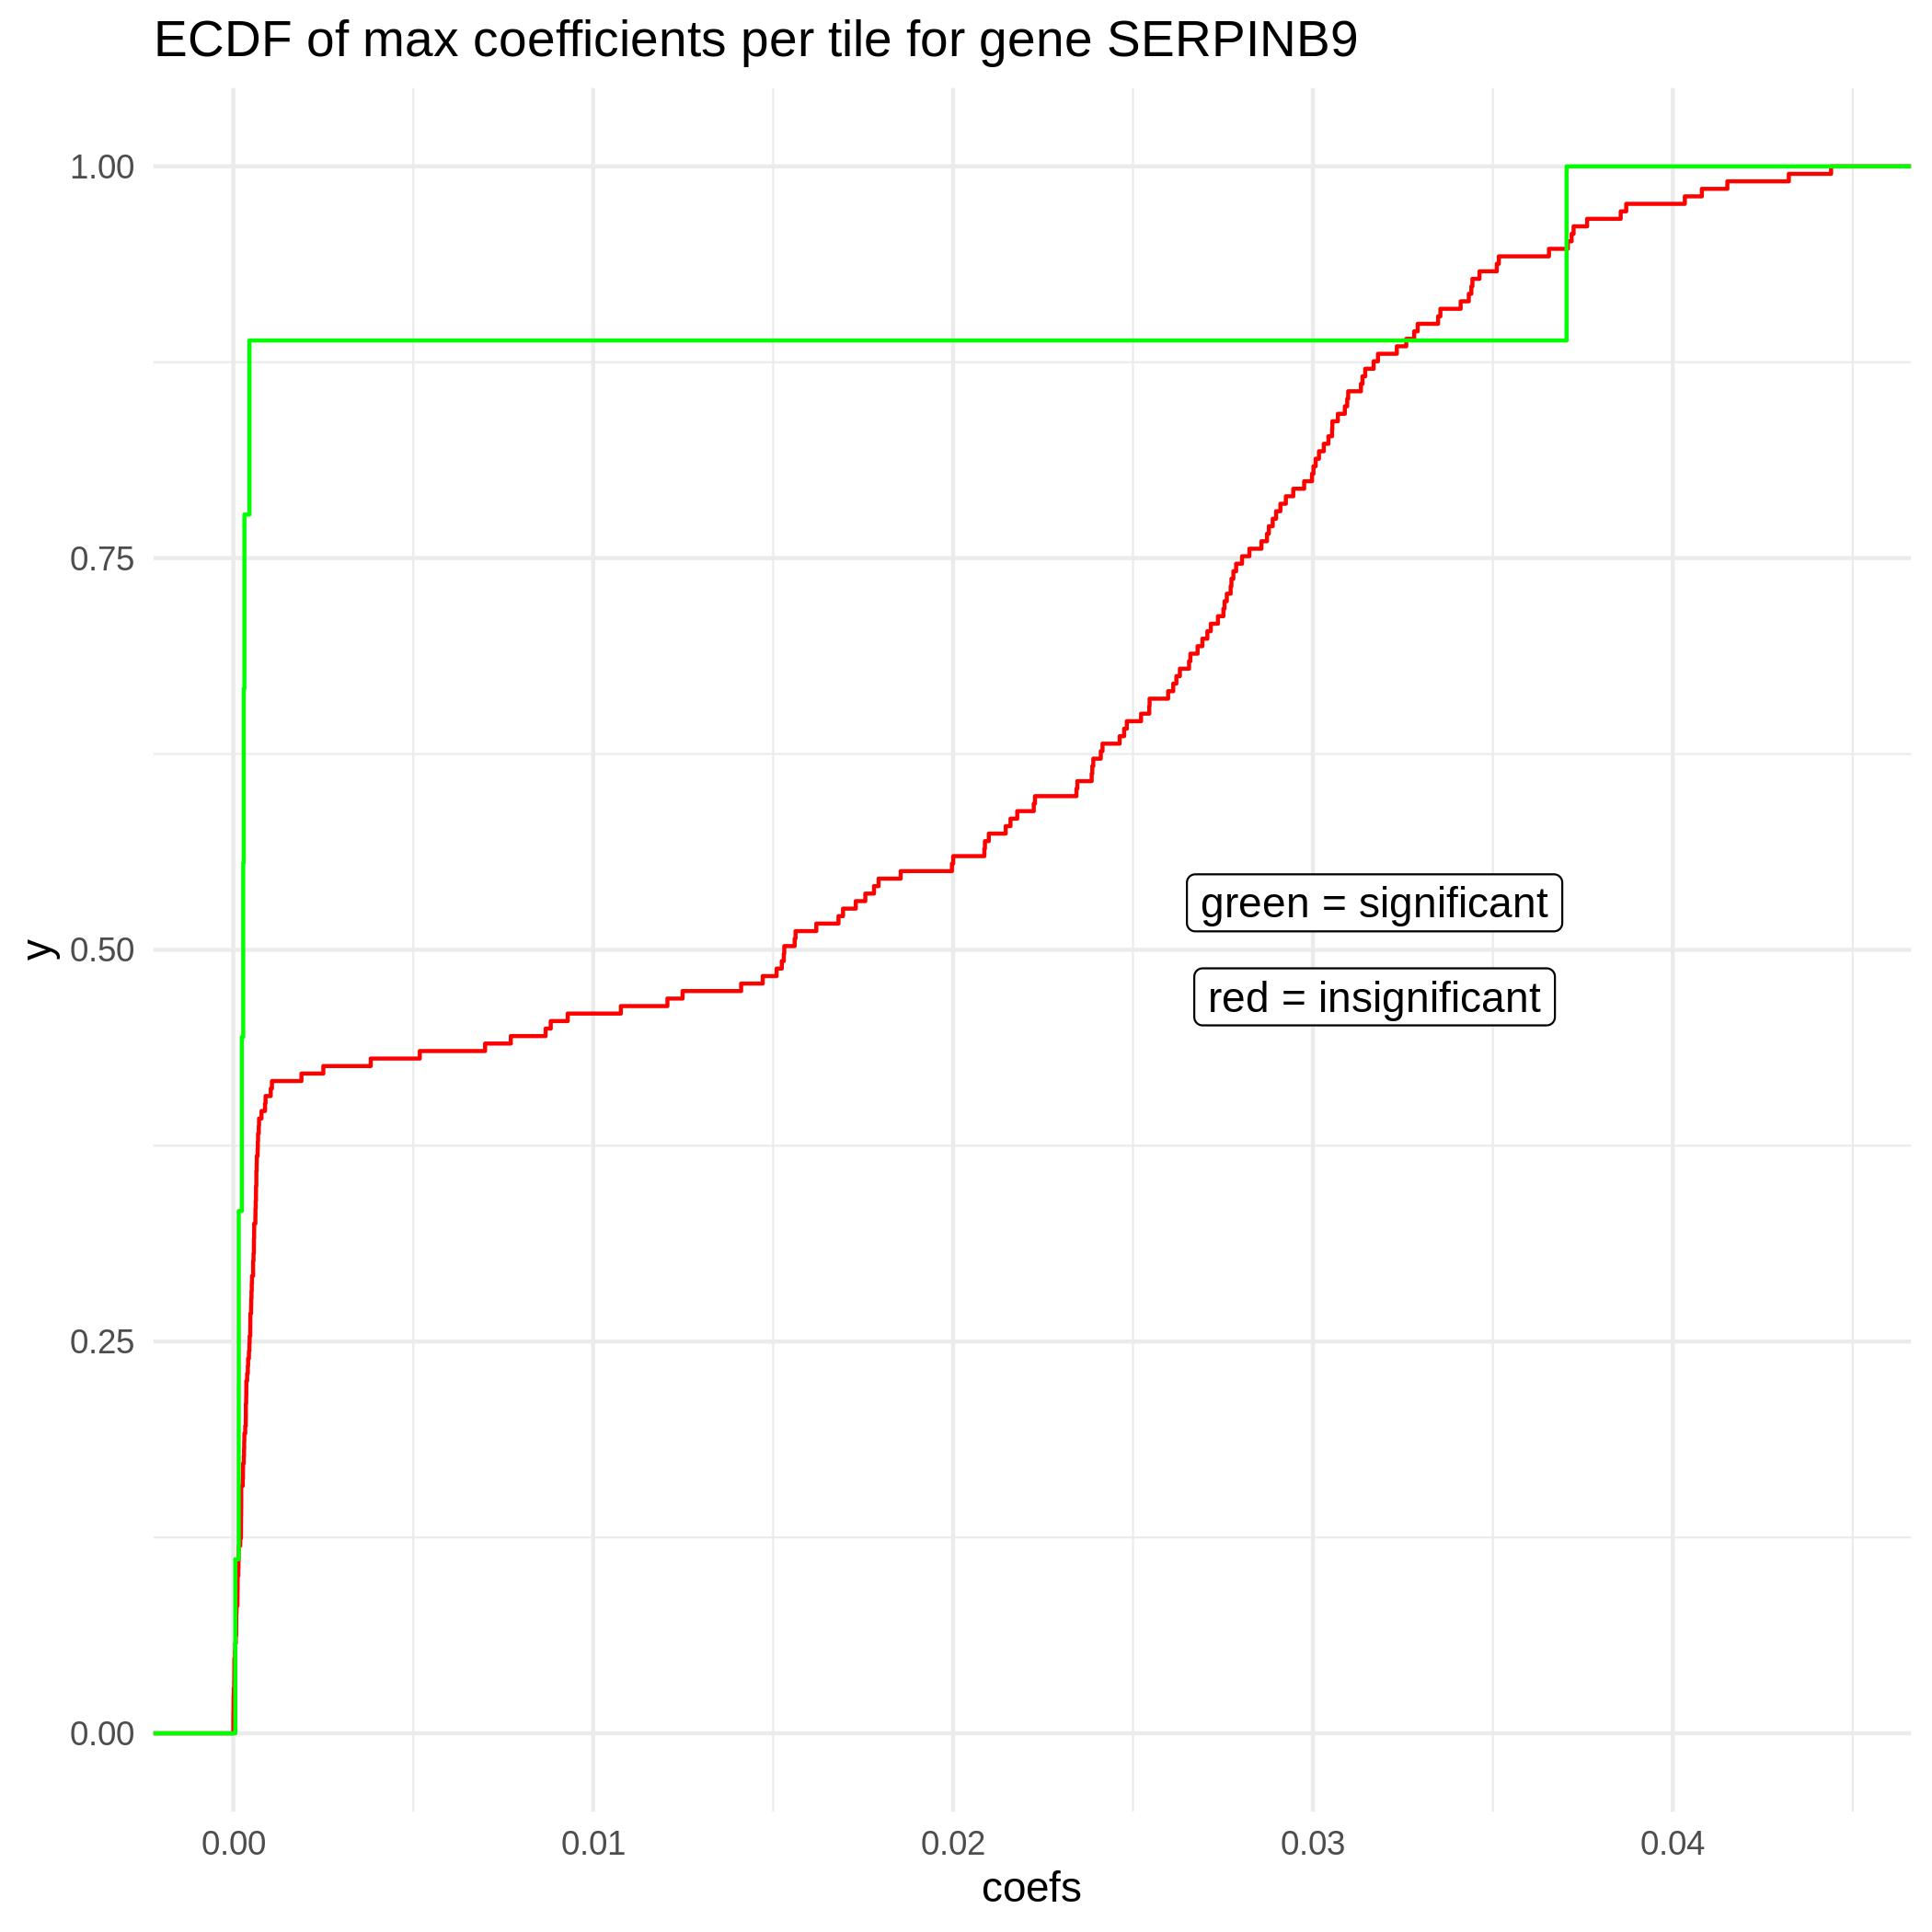 ECDF of max coefficients per tile for gene SERPINB9
1.00
0.75
0.50
0.25
0.00
y
green = significant
red = insignificant
0.00 0.01 0.02 0.03 0.04
coefs